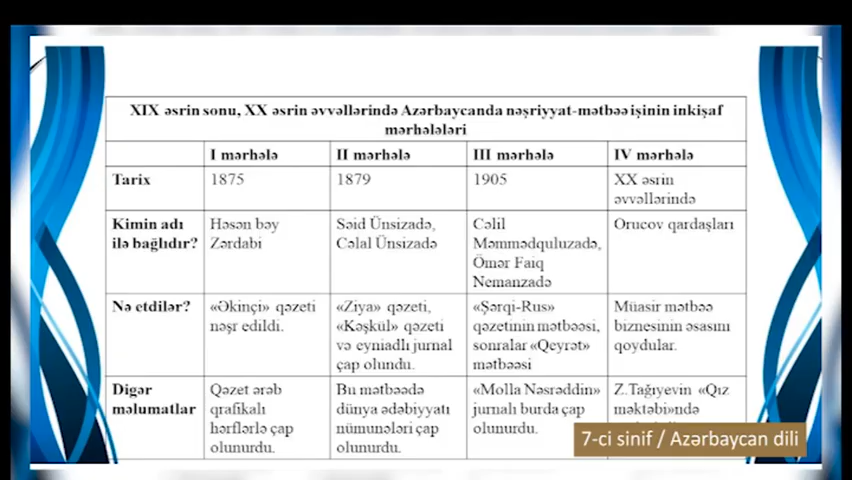 XIX əsrin sonu, XX əsrin əvvəllərində Azərbaycanda nəşriyyat-mətbəə işinin inkişaf
mərhələləri
I mərhələ
II mərhələ
III mərhələ
IV mərhələ
Tarix
1875
1879
1905
XX əsrin
əvvəllərində
Kimin adı
ilə bağlıdır?
Həsən bəy
Zərdabi
Səid Ünsizadə,
Cəlal Ünsizadə
Cəlil
Məmmədquluzadə,
Ömər Faiq
Nemanzadə
Orucov qardaşları
Nə etdilər?
«Əkinçi» qəzeti
nəşr edildi.
«Ziya» qəzeti,
«Kəşkül» qəzeti
və eyniadlı jurnal
çap olundu.
«Şərqi-Rus»
qəzetinin mətbəəsi,
sonralar «Qeyrət»
mətbəəsi
Müasir mətbəə
biznesinin əsasını
qoydular.
Digər
məlumatlar
Qəzet ərəb
qrafikalı
hərflərlə çap
olunurdu.
Bu mətbəədə
dünya ədəbiyyatı
nümunələri çap
olunurdu.
«Molla Nəsrəddin»
jurnalı burda çap
olunurdu.
Z.Tağıyevin «Qız
məktəbi»ndə
7-ci sinif / Azərbaycan dili